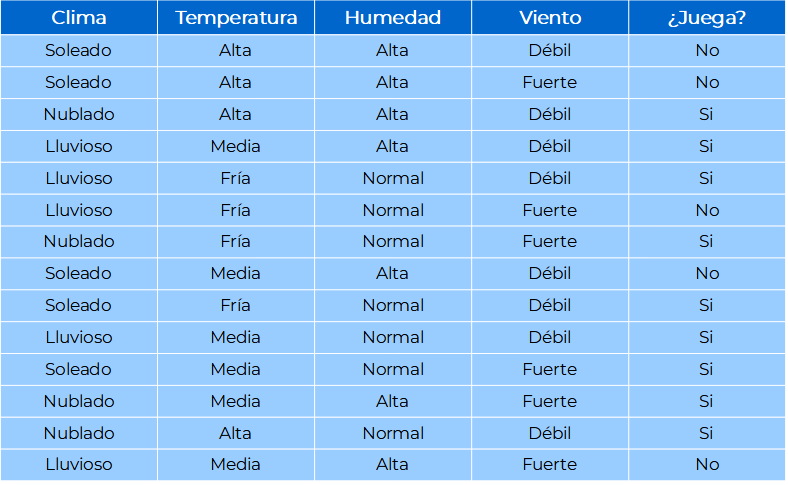 Clima Temperatura Humedad Viento ¿Juega?
Soleado Alta Alta Débil No
Soleado Alta Alta Fuerte No
Nublado Alta Alta Débil Si
Lluvioso Media Alta Débil Si
Lluvioso Fría Normal Débil Si
Lluvioso Fría Normal Fuerte No
Nublado Fría Normal Fuerte Si
Soleado Media Alta Débil No
Soleado Fría Normal Débil Si
Lluvioso Media Normal Débil Si
Soleado Media Normal Fuerte Si
Nublado Media Alta Fuerte Si
Nublado Alta Normal Débil Si
Lluvioso Media Alta Fuerte No